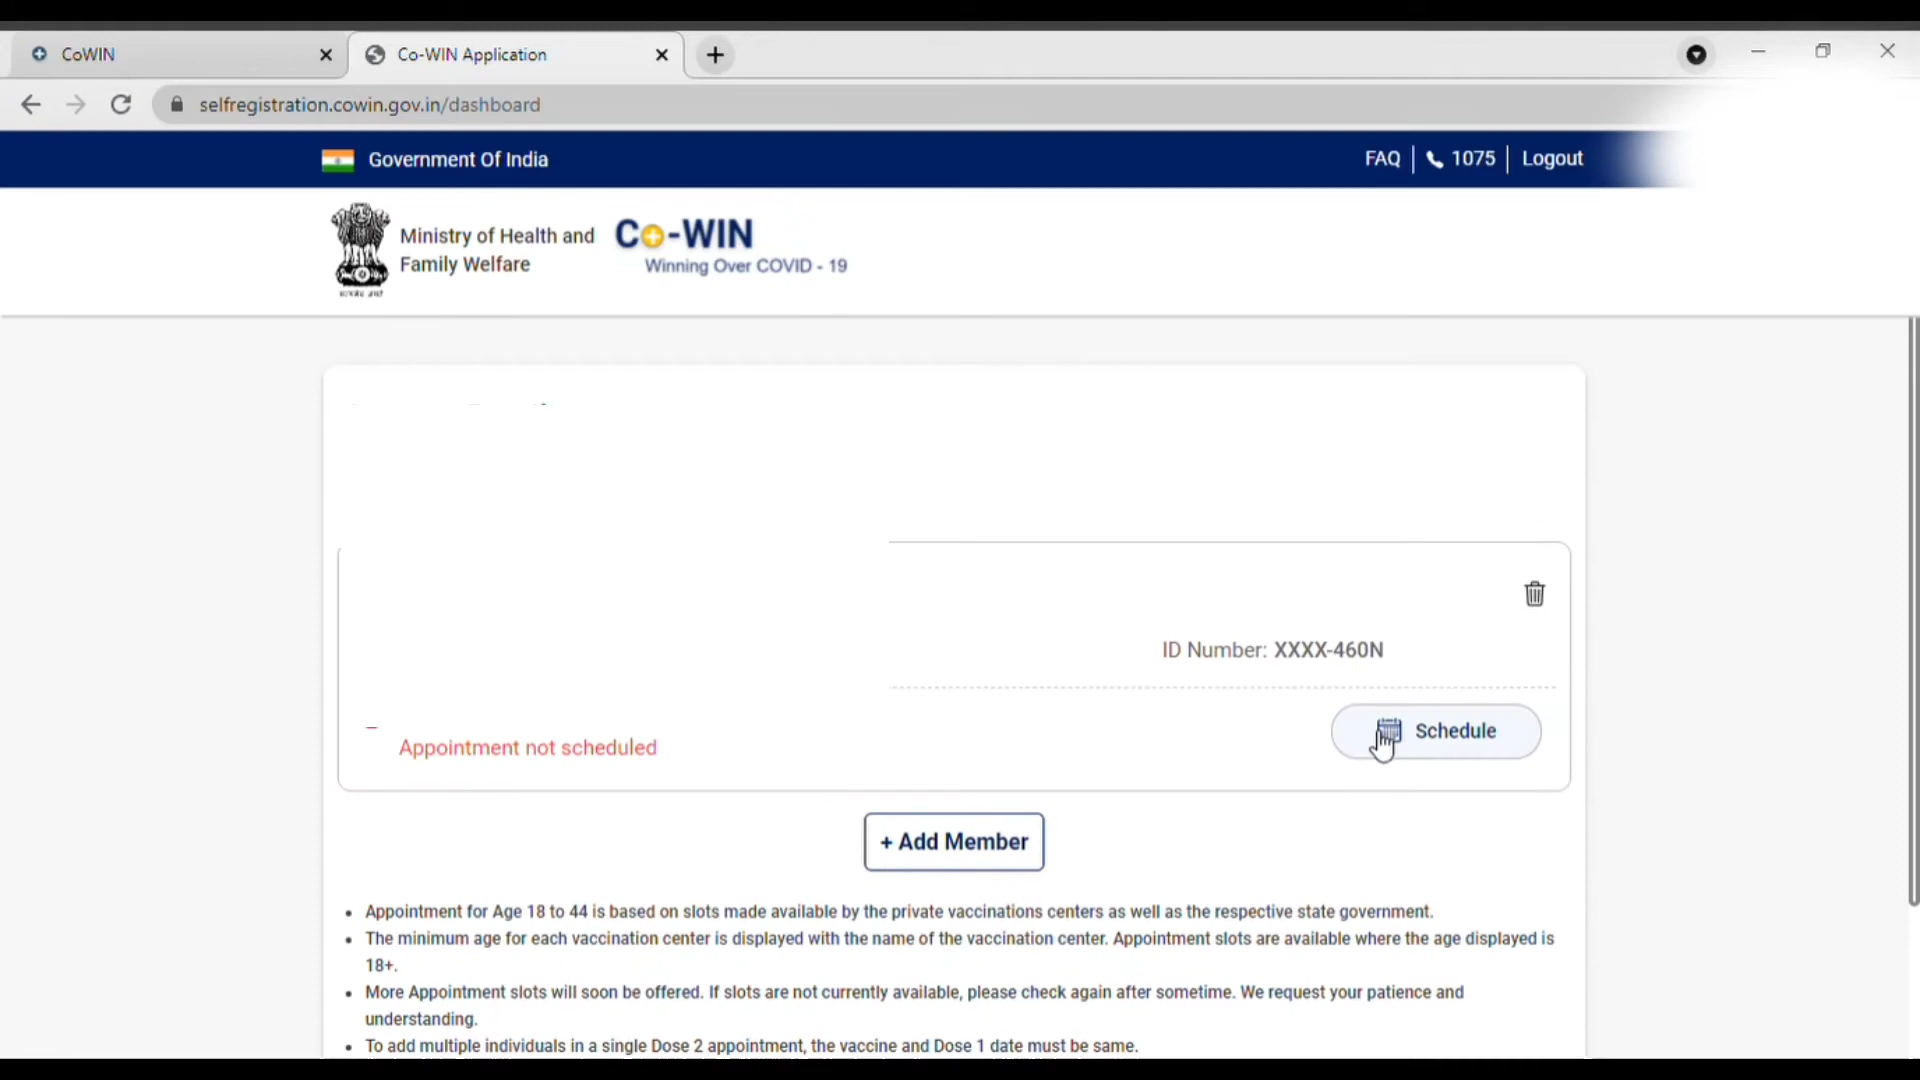 CoWIN
Co-WIN Application
selfregistration.cowin.gov.in/dashboard
Government Of India
FAQ
1075
Logout
Ministry of Health and
Family Welfare
Co-WIN
Winning Over COVID - 19
ID Number: XXXX-460N
Schedule
Appointment not scheduled
+ Add Member
• Appointment for Age 18 to 44 is based on slots made available by the private vaccinations centers as well as the respective state government.
• The minimum age for each vaccination center is displayed with the name of the vaccination center. Appointment slots are available where the age displayed is
18+.
• More Appointment slots will soon be offered. If slots are not currently available, please check again after sometime. We request your patience and
understanding.
• To add multiple individuals in a single Dose 2 appointment, the vaccine and Dose 1 date must be same.